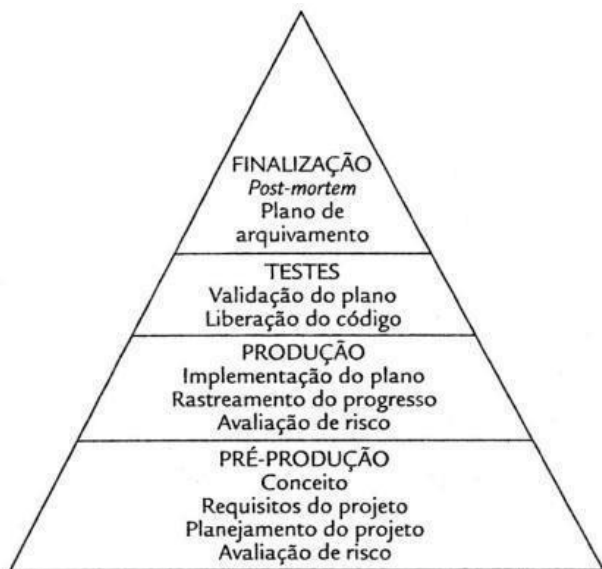 FINALIZAÇÃO
Post-mortem
Plano de
arquivamento
TESTES
Validação do plano
Liberação do código
PRODUÇÃO
Implementação do plano
Rastreamento do progresso
Avaliação de risco
PRÉ-PRODUÇÃO
Conceito
Requisitos do projeto
Planejamento do projeto
Avaliação de risco